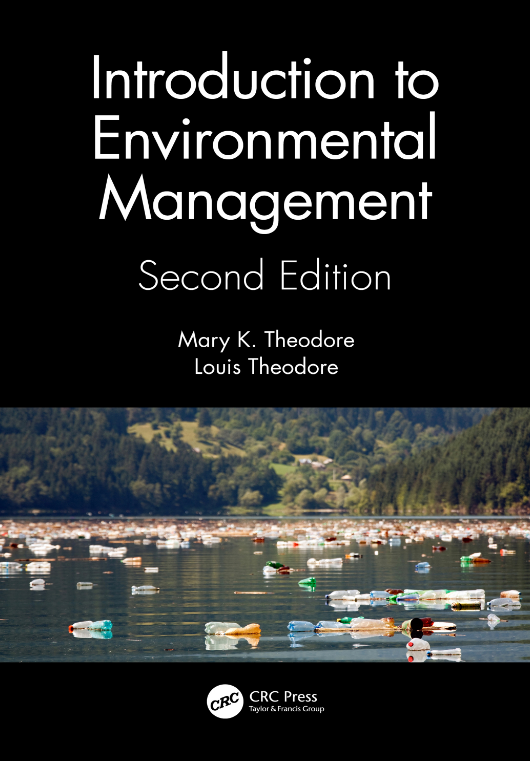 Introduction to
Environmental
Management
Second Edition
Mary K. Theodore
Louis Theodore
CRC
CRC Press
Taylor & Francis Group